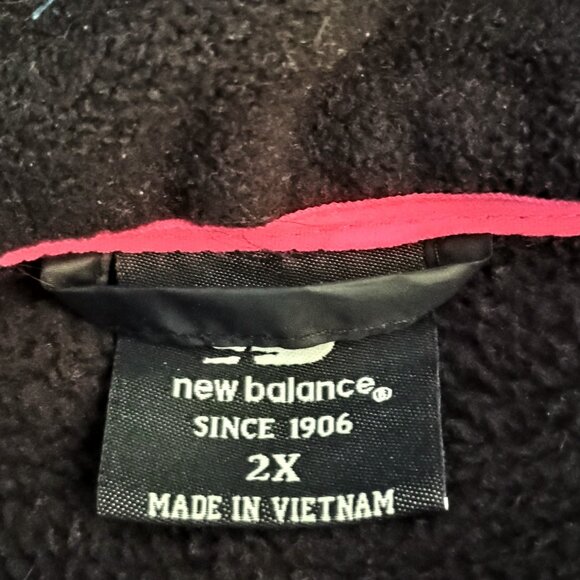 new balance®
SINCE 1906
2X
MADE IN VIETNAM